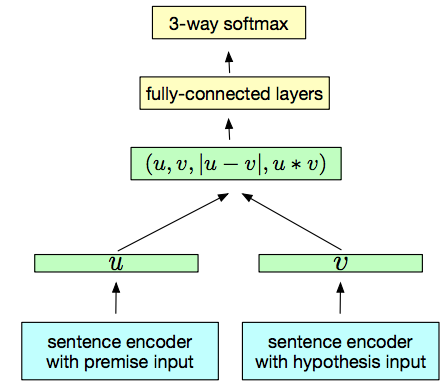 3-way softmax
fully-connected layers
(u, v, |u − v|, u ∗ v)
u
v
sentence encoder
with premise input
sentence encoder
with hypothesis input